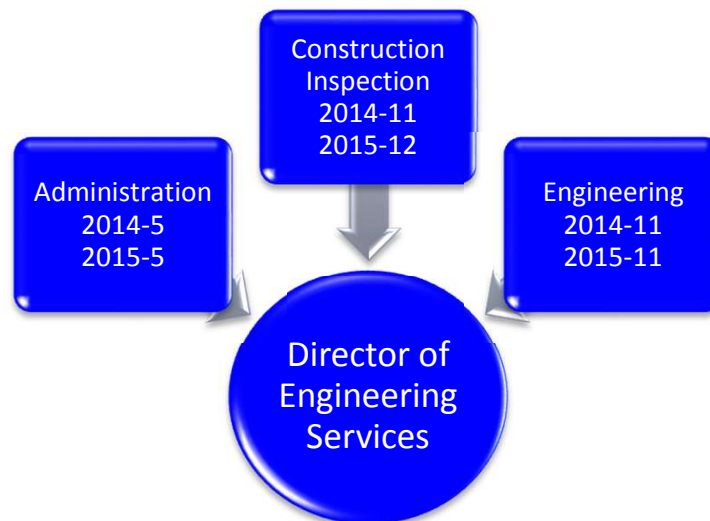 Construction
Inspection
2014-11
2015-12
Administration
2014-5
2015-5
Engineering
2014-11
2015-11
Director of
Engineering
Services